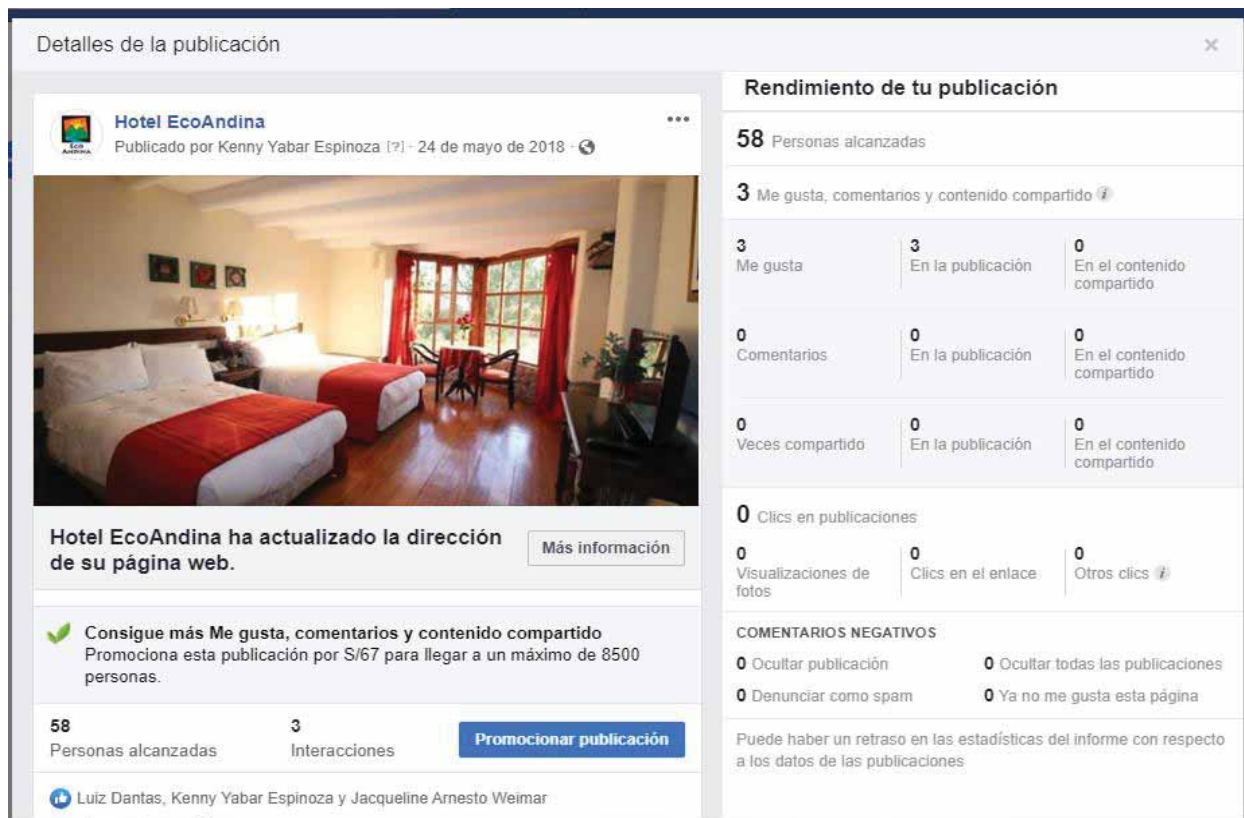 Detalles de la publicación
×
Hotel EcoAndina
Publicado por Kenny Yabar Espinoza [?] · 24 de mayo de 2018 ·
ECO
ANDINA
Hotel EcoAndina ha actualizado la dirección
de su página web.
Más información
Consigue más Me gusta, comentarios y contenido compartido
Promociona esta publicación por S/67 para llegar a un máximo de 8500
personas.
58
Personas alcanzadas
3
Interacciones
Promocionar publicación
Luiz Dantas, Kenny Yabar Espinoza y Jacqueline Arnesto Weimar
Rendimiento de tu publicación
58 Personas alcanzadas
3 Me gusta, comentarios y contenido compartido i
3
Me gusta
3
En la publicación
0
En el contenido
compartido
0
Comentarios
0
En la publicación
0
En el contenido
compartido
0
Veces compartido
0
En la publicación
0
En el contenido
compartido
0 Clics en publicaciones
0
Visualizaciones de
fotos
0
Clics en el enlace
0
Otros clics i
COMENTARIOS NEGATIVOS
0 Ocultar publicación
0 Ocultar todas las publicaciones
0 Denunciar como spam
0 Ya no me gusta esta página
Puede haber un retraso en las estadísticas del informe con respecto
a los datos de las publicaciones